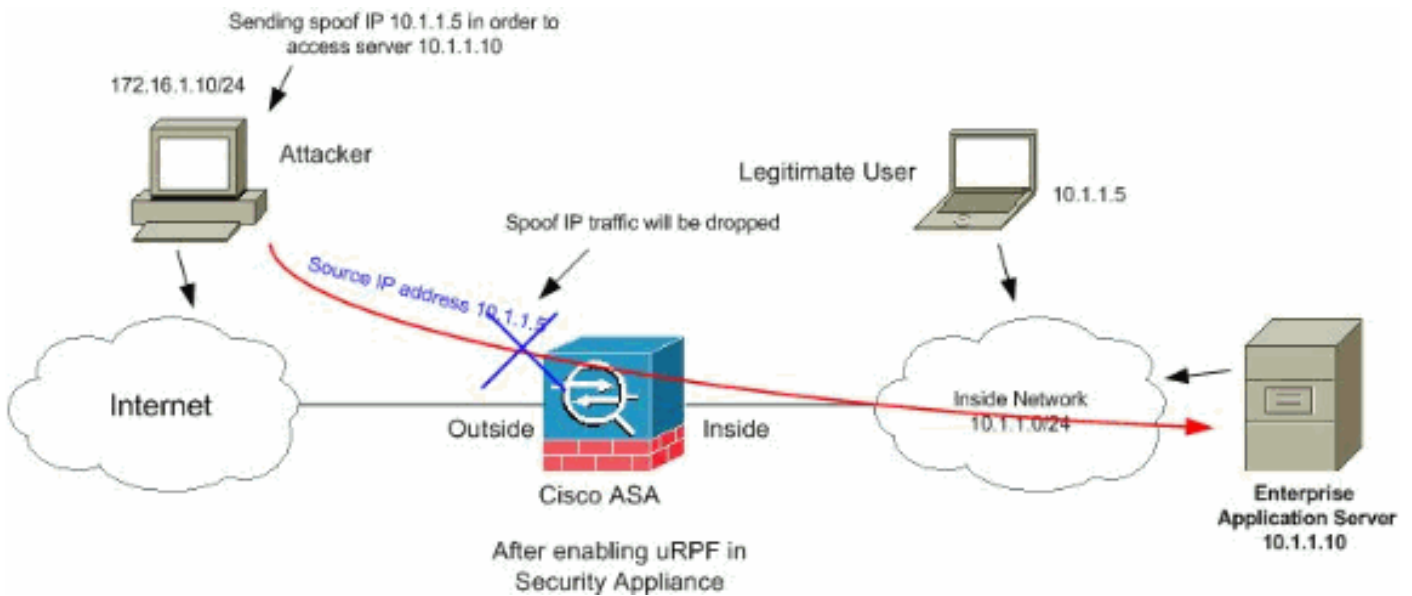 Sending spoof IP 10.1.1.5 in order to
access server 10.1.1.10
172.16.1.10/24
Attacker
Legitimate User
10.1.1.5
Spoof IP traffic will be dropped
Source IP address 10.1.1.5
Internet
Outside
Inside
Inside Network
10.1.1.0/24
Cisco ASA
Enterprise
Application Server
10.1.1.10
After enabling uRPF in
Security Appliance